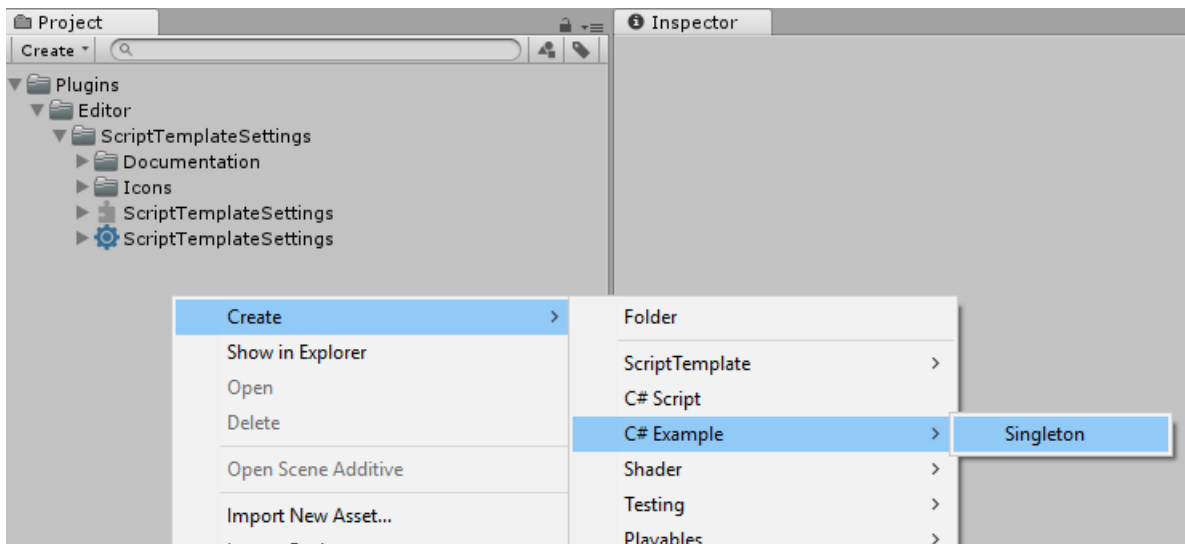 Project
Inspector
Create
Plugins
Editor
ScriptTemplateSettings
Documentation
Icons
ScriptTemplateSettings
ScriptTemplateSettings
Create
Show in Explorer
Open
Delete
Open Scene Additive
Import New Asset...
Folder
ScriptTemplate
C# Script
C# Example
Shader
Testing
Playables
Singleton